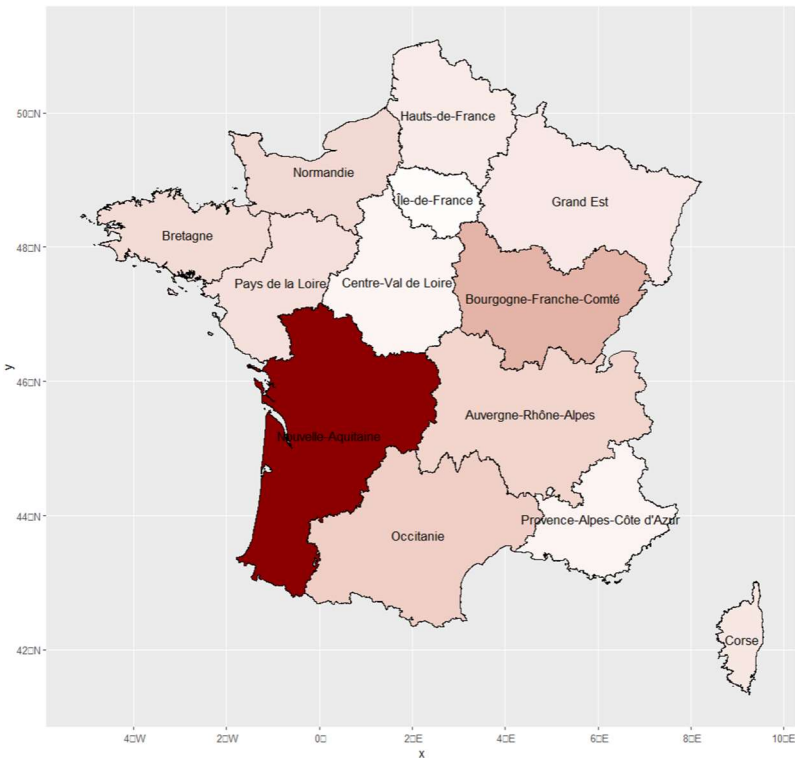 50□N
48□N
46□N
44□N
42□N
y
Hauts-de-France
Normandie
Île-de-France
Grand Est
Bretagne
Pays de la Loire
Centre-Val de Loire
Bourgogne-Franche-Comté
Auvergne-Rhône-Alpes
Nouvelle-Aquitaine
Provence-Alpes-Côte d'Azur
Occitanie
Corse
4□W
2□W
0□
2□E
4□E
6□E
8□E
10□E
x